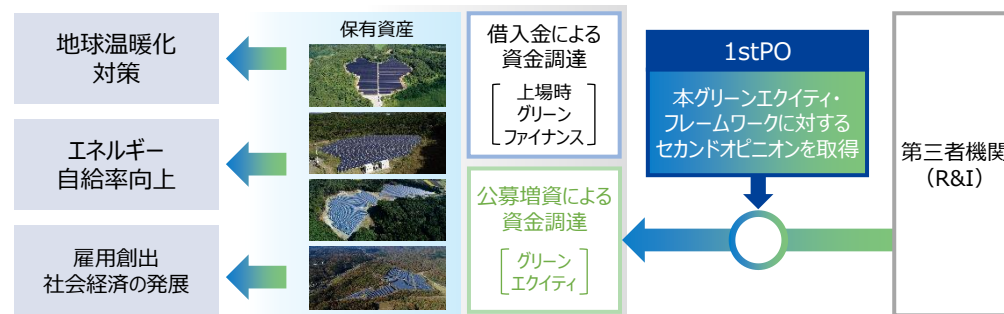 地球温暖化
対策
エネルギー
自給率向上
雇用創出
社会経済の発展
保有資産
借入金による
資金調達
上場時
グリーン
ファイナンス
公募増資による
資金調達
グリーン
エクイティ
1stPO
本グリーンエクイティ・
フレームワークに対する
セカンドオピニオンを取得
第三者機関
（R&I）